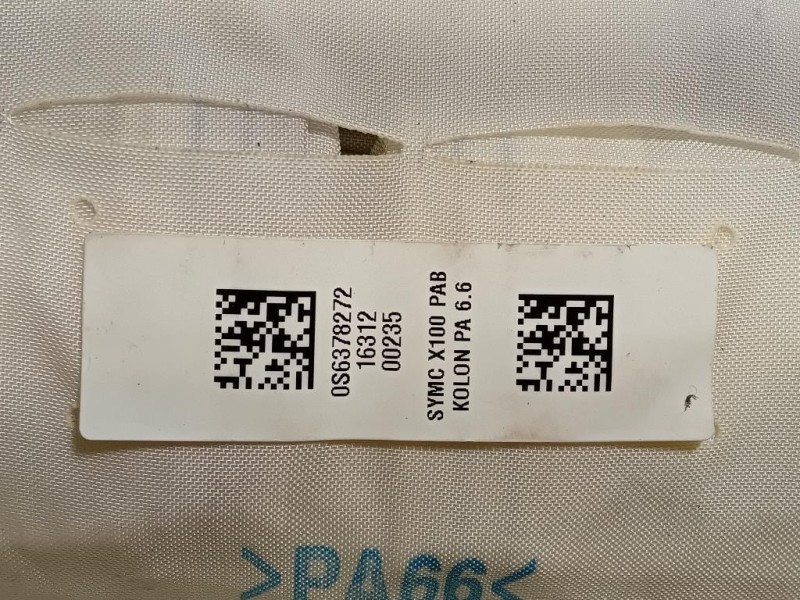 0S6378272
16312
00235
SYMC X100 PAB
KOLON PA 6.6
>PA66<